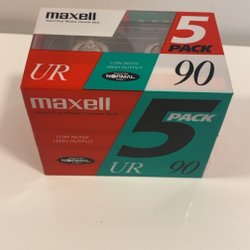 maxell
5
PACK
LOW NOISE
HIGH OUTPUT
NORMAL
UR
90
maxell
5
PACK
LOW NOISE
HIGH OUTPUT
NORMAL
UR
90